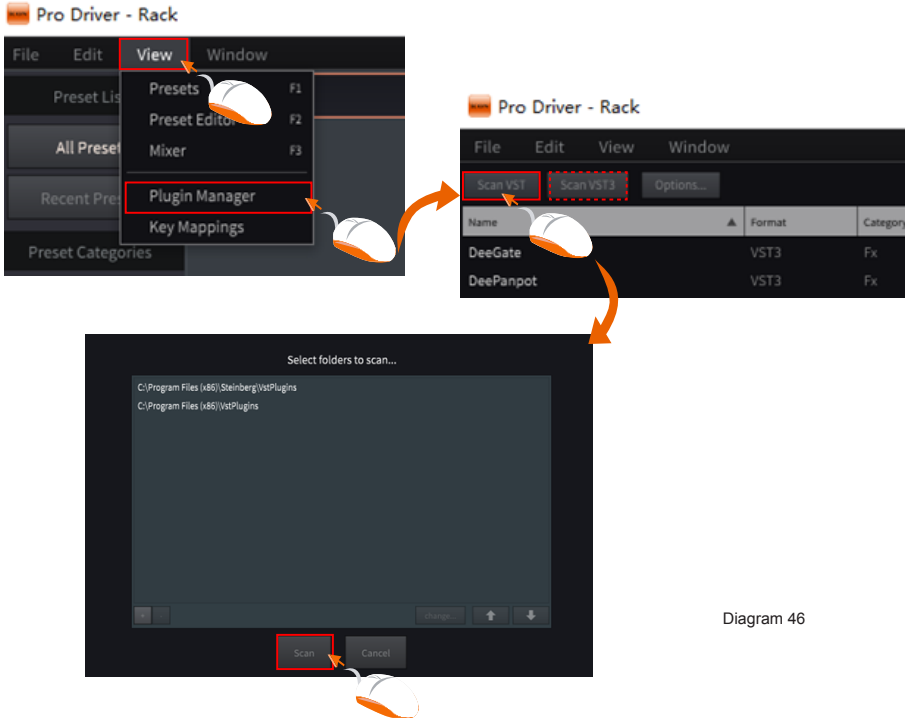 Pro Driver - Rack
File Edit View Window
Preset Lis
Presets F1
Preset Editor F2
All Preset
Mixer F3
Recent Pre
Plugin Manager
Key Mappings
Preset Categories
Pro Driver - Rack
File Edit View Window
Scan VST Scan VST3 Options...
Name Format Category
DeeGate VST3 Fx
DeePanpot VST3 Fx
Select folders to scan...
C:\Program Files (x86)\Steinberg\VstPlugins
C:\Program Files (x86)\VstPlugins
+ - change...
Scan Cancel
Diagram 46